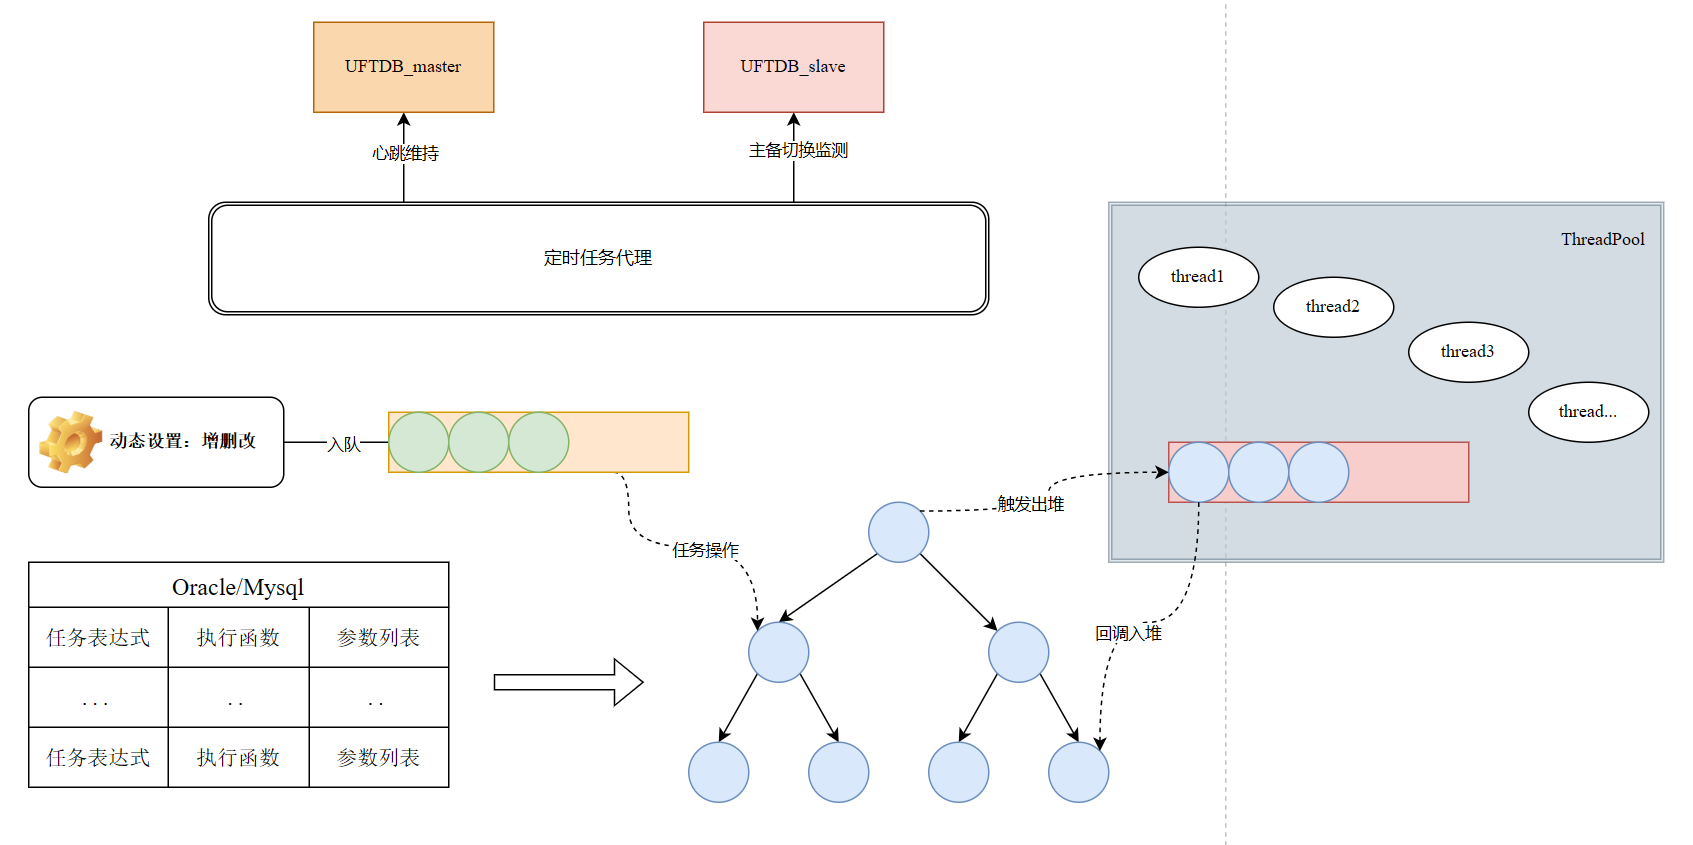 UFTDB_master
UFTDB_slave
心跳维持
主备切换监测
定时任务代理
ThreadPool
thread1
thread2
thread3
thread...
动态设置：增删改
入队
触发出堆
任务操作
回调入堆
Oracle/Mysql
任务表达式 执行函数 参数列表
... .. ..
任务表达式 执行函数 参数列表